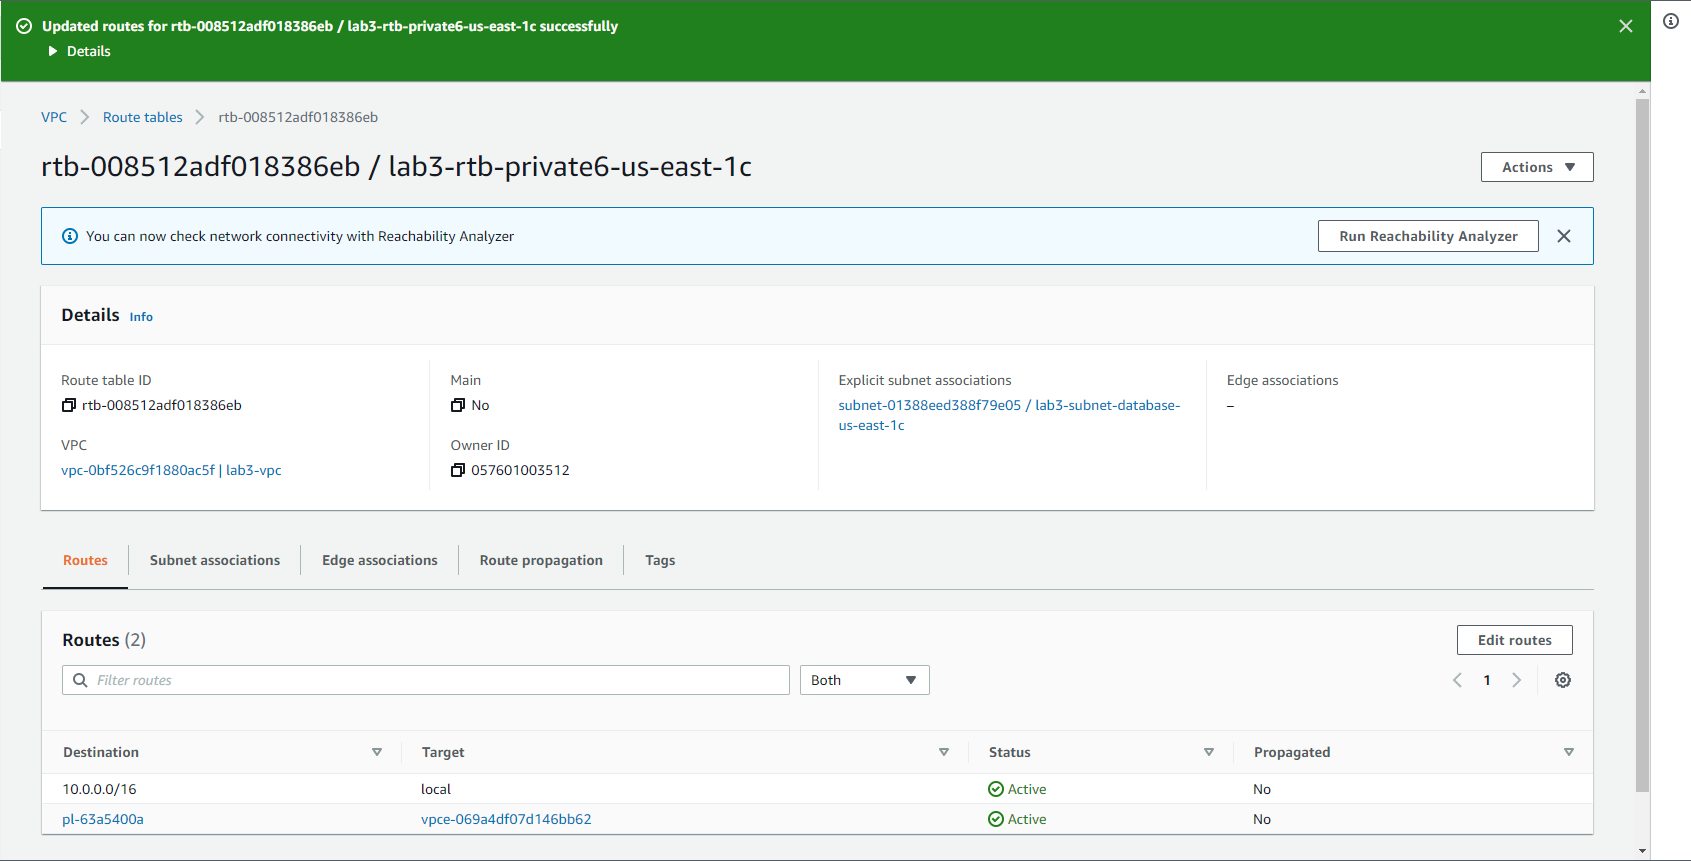 Updated routes for rtb-008512adf018386eb / lab3-rtb-private6-us-east-1c successfully
Details
VPC > Route tables > rtb-008512adf018386eb
rtb-008512adf018386eb / lab3-rtb-private6-us-east-1c
Actions
You can now check network connectivity with Reachability Analyzer
Run Reachability Analyzer
Details Info
Route table ID
rtb-008512adf018386eb
VPC
vpc-0bf526c9f1880ac5f | lab3-vpc
Main
No
Owner ID
057601003512
Explicit subnet associations
subnet-01388eed388f79e05 / lab3-subnet-database-
us-east-1c
Edge associations
–
Routes Subnet associations Edge associations Route propagation Tags
Routes (2)
Edit routes
Filter routes
Both
1
Destination Target Status Propagated
10.0.0.0/16 local Active No
pl-63a5400a vpce-069a4df07d146bb62 Active No